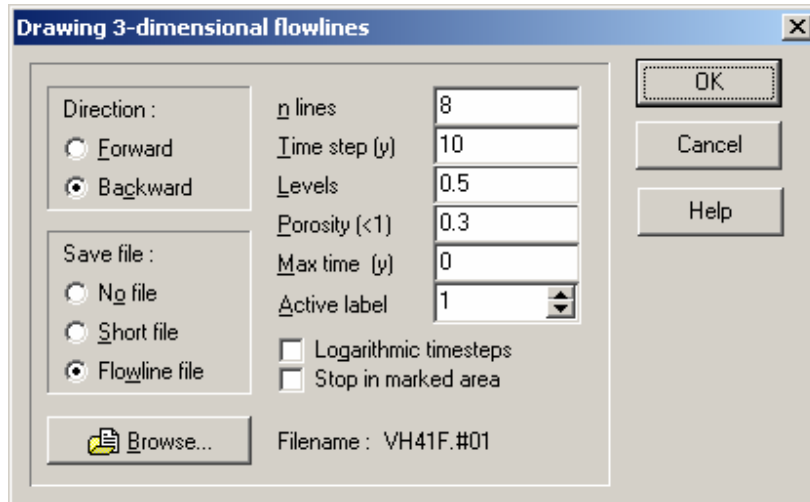 Drawing 3-dimensional flowlines
Direction :
Forward
Backward
Save file :
No file
Short file
Flowline file
Browse...
n lines 8
Time step (y) 10
Levels 0.5
Porosity (<1) 0.3
Max time (y) 0
Active label 1
Logarithmic timesteps
Stop in marked area
Filename : VH41F.#01
OK
Cancel
Help